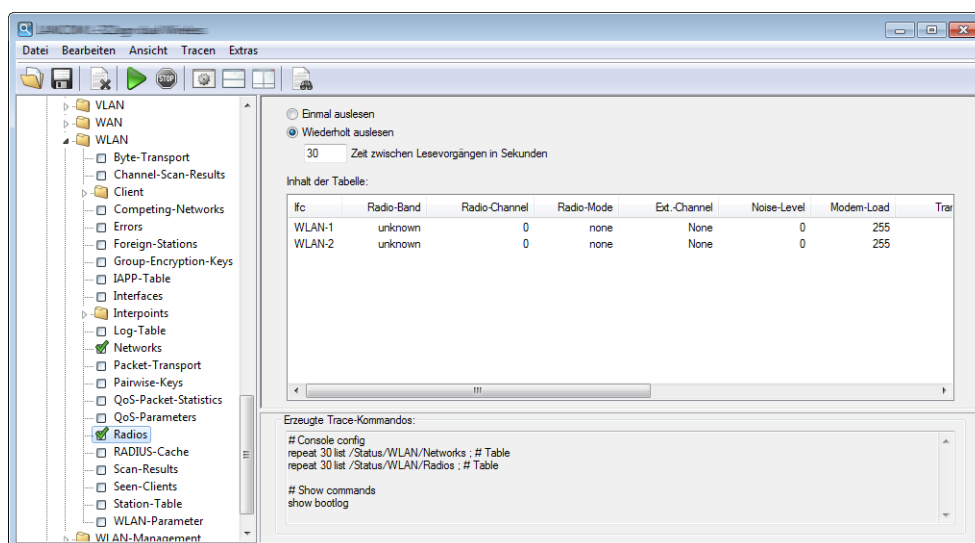 Datei Bearbeiten Ansicht Tracen Extras
STOP
VLAN
WAN
WLAN
Byte-Transport
Channel-Scan-Results
Client
Competing-Networks
Errors
Foreign-Stations
Group-Encryption-Keys
IAPP-Table
Interfaces
Interpoints
Log-Table
Networks
Packet-Transport
Pairwise-Keys
QoS-Packet-Statistics
QoS-Parameters
Radios
RADIUS-Cache
Scan-Results
Seen-Clients
Station-Table
WLAN-Parameter
WLAN-Management
Einmal auslesen
Wiederholt auslesen
30 Zeit zwischen Lesevorgängen in Sekunden
Inhalt der Tabelle:
Ifc Radio-Band Radio-Channel Radio-Mode Ext.-Channel Noise-Level Modem-Load Trar
WLAN-1 unknown 0 none None 0 255
WLAN-2 unknown 0 none None 0 255
Erzeugte Trace-Kommandos:
# Console config
repeat 30 list /Status/WLAN/Networks ; # Table
repeat 30 list /Status/WLAN/Radios ; # Table
# Show commands
show bootlog